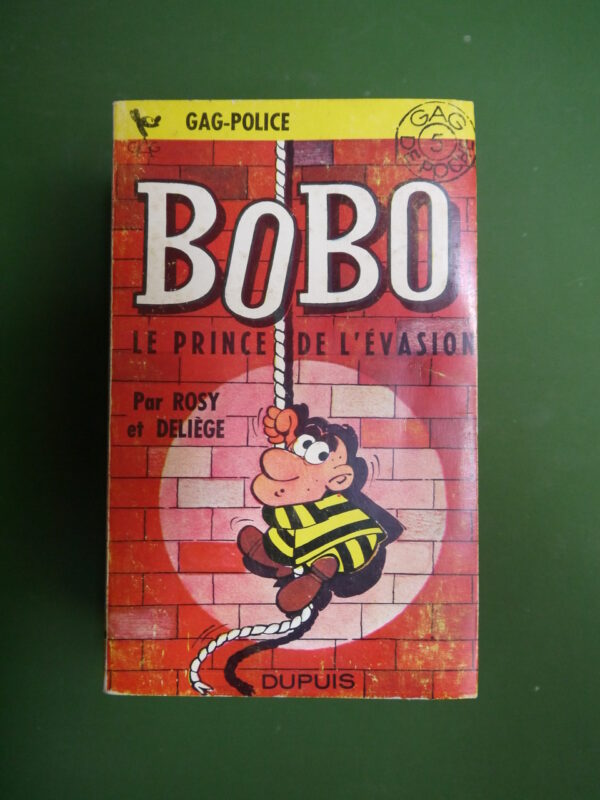 GAG-POLICE
GAG
5
DE POCHE
BOBO
LE PRINCE DE L'ÉVASION
Par ROSY
et DELIÈGE
DUPUIS